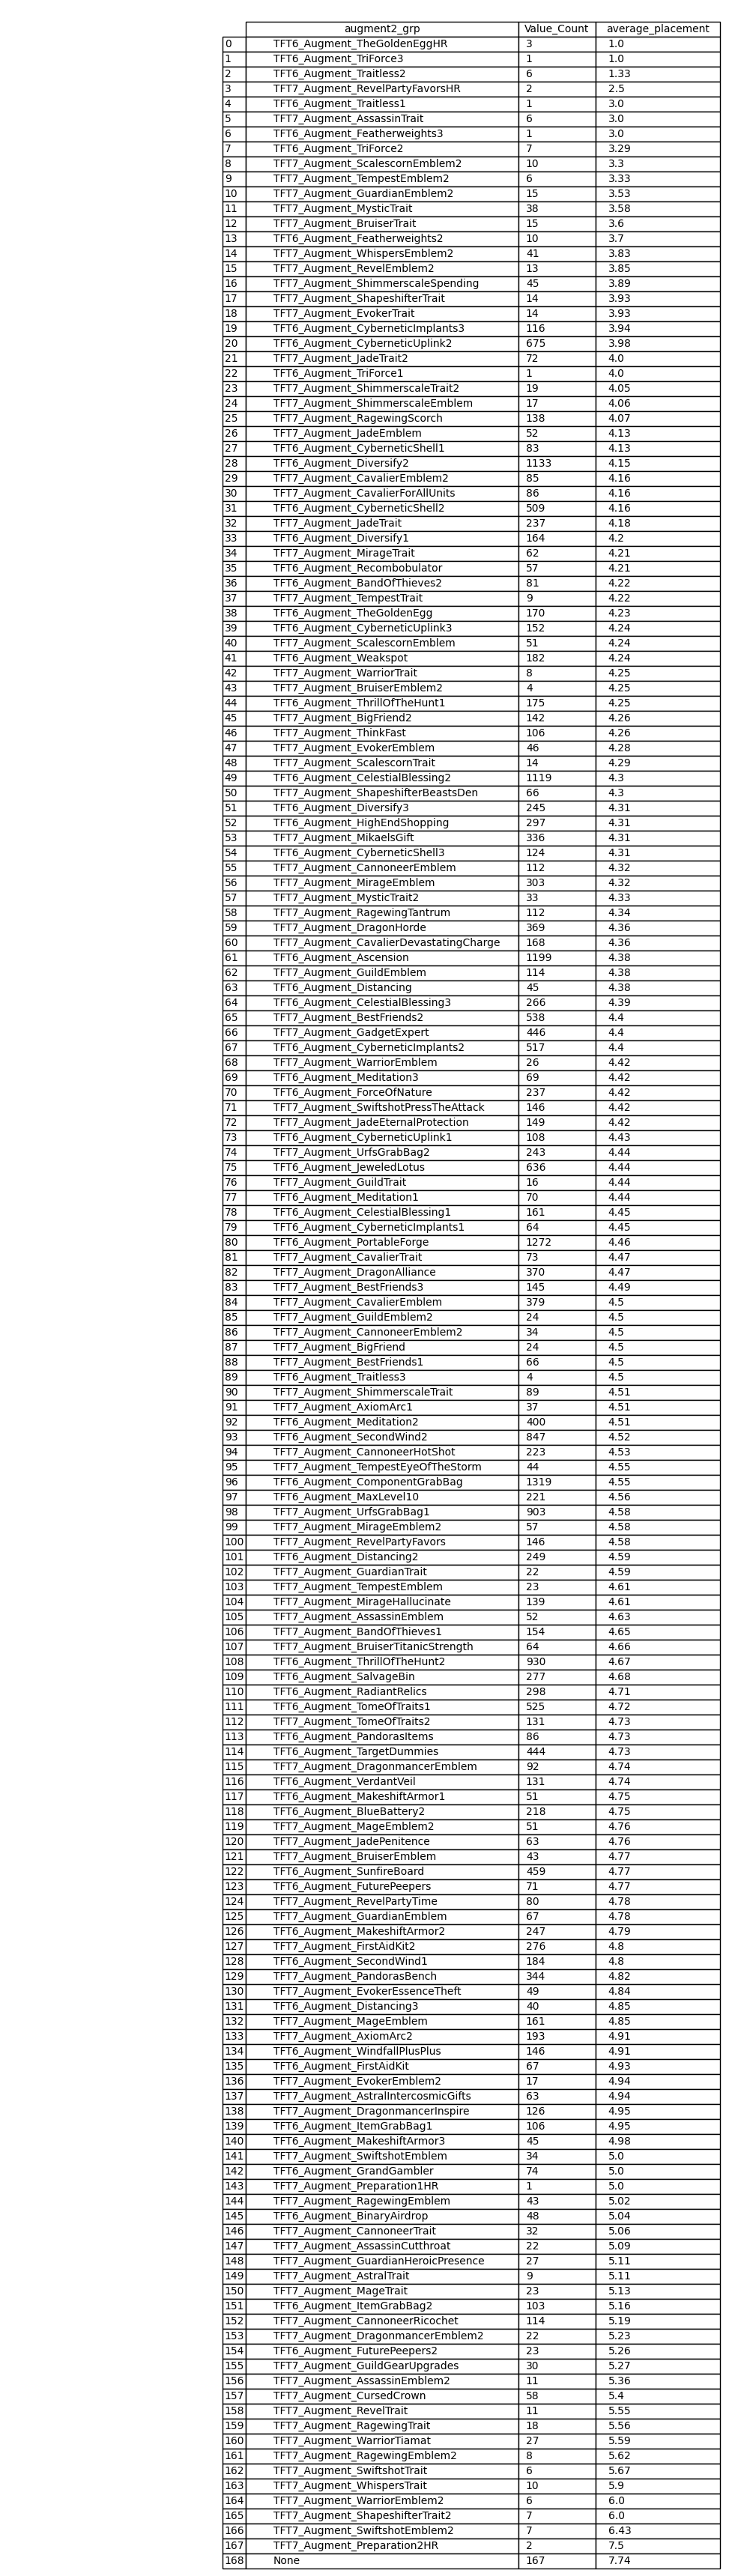 augment2_grp Value_Count average_placement
0 TFT6_Augment_TheGoldenEggHR 3 1.0
1 TFT6_Augment_TriForce3 1 1.0
2 TFT6_Augment_Traitless2 6 1.33
3 TFT7_Augment_RevelPartyFavorsHR 2 2.5
4 TFT6_Augment_Traitless1 1 3.0
5 TFT7_Augment_AssassinTrait 6 3.0
6 TFT6_Augment_Featherweights3 1 3.0
7 TFT6_Augment_TriForce2 7 3.29
8 TFT7_Augment_ScalescornEmblem2 10 3.3
9 TFT7_Augment_TempestEmblem2 6 3.33
10 TFT7_Augment_GuardianEmblem2 15 3.53
11 TFT7_Augment_MysticTrait 38 3.58
12 TFT7_Augment_BruiserTrait 15 3.6
13 TFT6_Augment_Featherweights2 10 3.7
14 TFT7_Augment_WhispersEmblem2 41 3.83
15 TFT7_Augment_RevelEmblem2 13 3.85
16 TFT7_Augment_ShimmerscaleSpending 45 3.89
17 TFT7_Augment_ShapeshifterTrait 14 3.93
18 TFT7_Augment_EvokerTrait 14 3.93
19 TFT6_Augment_CyberneticImplants3 116 3.94
20 TFT6_Augment_CyberneticUplink2 675 3.98
21 TFT7_Augment_JadeTrait2 72 4.0
22 TFT6_Augment_TriForce1 1 4.0
23 TFT7_Augment_ShimmerscaleTrait2 19 4.05
24 TFT7_Augment_ShimmerscaleEmblem 17 4.06
25 TFT7_Augment_RagewingScorch 138 4.07
26 TFT7_Augment_JadeEmblem 52 4.13
27 TFT6_Augment_CyberneticShell1 83 4.13
28 TFT6_Augment_Diversify2 1133 4.15
29 TFT7_Augment_CavalierEmblem2 85 4.16
30 TFT7_Augment_CavalierForAllUnits 86 4.16
31 TFT6_Augment_CyberneticShell2 509 4.16
32 TFT7_Augment_JadeTrait 237 4.18
33 TFT6_Augment_Diversify1 164 4.2
34 TFT7_Augment_MirageTrait 62 4.21
35 TFT6_Augment_Recombobulator 57 4.21
36 TFT6_Augment_BandOfThieves2 81 4.22
37 TFT7_Augment_TempestTrait 9 4.22
38 TFT6_Augment_TheGoldenEgg 170 4.23
39 TFT6_Augment_CyberneticUplink3 152 4.24
40 TFT7_Augment_ScalescornEmblem 51 4.24
41 TFT6_Augment_Weakspot 182 4.24
42 TFT7_Augment_WarriorTrait 8 4.25
43 TFT7_Augment_BruiserEmblem2 4 4.25
44 TFT6_Augment_ThrillOfTheHunt1 175 4.25
45 TFT7_Augment_BigFriend2 142 4.26
46 TFT7_Augment_ThinkFast 106 4.26
47 TFT7_Augment_EvokerEmblem 46 4.28
48 TFT7_Augment_ScalescornTrait 14 4.29
49 TFT6_Augment_CelestialBlessing2 1119 4.3
50 TFT7_Augment_ShapeshifterBeastsDen 66 4.3
51 TFT6_Augment_Diversify3 245 4.31
52 TFT6_Augment_HighEndShopping 297 4.31
53 TFT7_Augment_MikaelsGift 336 4.31
54 TFT6_Augment_CyberneticShell3 124 4.31
55 TFT7_Augment_CannoneerEmblem 112 4.32
56 TFT7_Augment_MirageEmblem 303 4.32
57 TFT7_Augment_MysticTrait2 33 4.33
58 TFT7_Augment_RagewingTantrum 112 4.34
59 TFT7_Augment_DragonHorde 369 4.36
60 TFT7_Augment_CavalierDevastatingCharge 168 4.36
61 TFT6_Augment_Ascension 1199 4.38
62 TFT7_Augment_GuildEmblem 114 4.38
63 TFT6_Augment_Distancing 45 4.38
64 TFT6_Augment_CelestialBlessing3 266 4.39
65 TFT7_Augment_BestFriends2 538 4.4
66 TFT7_Augment_GadgetExpert 446 4.4
67 TFT6_Augment_CyberneticImplants2 517 4.4
68 TFT7_Augment_WarriorEmblem 26 4.42
69 TFT6_Augment_Meditation3 69 4.42
70 TFT6_Augment_ForceOfNature 237 4.42
71 TFT7_Augment_SwiftshotPressTheAttack 146 4.42
72 TFT7_Augment_JadeEternalProtection 149 4.42
73 TFT6_Augment_CyberneticUplink1 108 4.43
74 TFT7_Augment_UrfsGrabBag2 243 4.44
75 TFT6_Augment_JeweledLotus 636 4.44
76 TFT7_Augment_GuildTrait 16 4.44
77 TFT6_Augment_Meditation1 70 4.44
78 TFT6_Augment_CelestialBlessing1 161 4.45
79 TFT6_Augment_CyberneticImplants1 64 4.45
80 TFT6_Augment_PortableForge 1272 4.46
81 TFT7_Augment_CavalierTrait 73 4.47
82 TFT7_Augment_DragonAlliance 370 4.47
83 TFT7_Augment_BestFriends3 145 4.49
84 TFT7_Augment_CavalierEmblem 379 4.5
85 TFT7_Augment_GuildEmblem2 24 4.5
86 TFT7_Augment_CannoneerEmblem2 34 4.5
87 TFT7_Augment_BigFriend 24 4.5
88 TFT7_Augment_BestFriends1 66 4.5
89 TFT6_Augment_Traitless3 4 4.5
90 TFT7_Augment_ShimmerscaleTrait 89 4.51
91 TFT7_Augment_AxiomArc1 37 4.51
92 TFT6_Augment_Meditation2 400 4.51
93 TFT6_Augment_SecondWind2 847 4.52
94 TFT7_Augment_CannoneerHotShot 223 4.53
95 TFT7_Augment_TempestEyeOfTheStorm 44 4.55
96 TFT6_Augment_ComponentGrabBag 1319 4.55
97 TFT6_Augment_MaxLevel10 221 4.56
98 TFT7_Augment_UrfsGrabBag1 903 4.58
99 TFT7_Augment_MirageEmblem2 57 4.58
100 TFT7_Augment_RevelPartyFavors 146 4.58
101 TFT6_Augment_Distancing2 249 4.59
102 TFT7_Augment_GuardianTrait 22 4.59
103 TFT7_Augment_TempestEmblem 23 4.61
104 TFT7_Augment_MirageHallucinate 139 4.61
105 TFT7_Augment_AssassinEmblem 52 4.63
106 TFT6_Augment_BandOfThieves1 154 4.65
107 TFT7_Augment_BruiserTitanicStrength 64 4.66
108 TFT6_Augment_ThrillOfTheHunt2 930 4.67
109 TFT6_Augment_SalvageBin 277 4.68
110 TFT6_Augment_RadiantRelics 298 4.71
111 TFT6_Augment_TomeOfTraits1 525 4.72
112 TFT7_Augment_TomeOfTraits2 131 4.73
113 TFT6_Augment_PandorasItems 86 4.73
114 TFT6_Augment_TargetDummies 444 4.73
115 TFT7_Augment_DragonmancerEmblem 92 4.74
116 TFT6_Augment_VerdantVeil 131 4.74
117 TFT6_Augment_MakeshiftArmor1 51 4.75
118 TFT6_Augment_BlueBattery2 218 4.75
119 TFT7_Augment_MageEmblem2 51 4.76
120 TFT7_Augment_JadePenitence 63 4.76
121 TFT7_Augment_BruiserEmblem 43 4.77
122 TFT6_Augment_SunfireBoard 459 4.77
123 TFT6_Augment_FuturePeepers 71 4.77
124 TFT7_Augment_RevelPartyTime 80 4.78
125 TFT7_Augment_GuardianEmblem 67 4.78
126 TFT6_Augment_MakeshiftArmor2 247 4.79
127 TFT7_Augment_FirstAidKit2 276 4.8
128 TFT6_Augment_SecondWind1 184 4.8
129 TFT7_Augment_PandorasBench 344 4.82
130 TFT7_Augment_EvokerEssenceTheft 49 4.84
131 TFT6_Augment_Distancing3 40 4.85
132 TFT7_Augment_MageEmblem 161 4.85
133 TFT7_Augment_AxiomArc2 193 4.91
134 TFT6_Augment_WindfallPlusPlus 146 4.91
135 TFT6_Augment_FirstAidKit 67 4.93
136 TFT7_Augment_EvokerEmblem2 17 4.94
137 TFT7_Augment_AstralIntercosmicGifts 63 4.94
138 TFT7_Augment_DragonmancerInspire 126 4.95
139 TFT6_Augment_ItemGrabBag1 106 4.95
140 TFT6_Augment_MakeshiftArmor3 45 4.98
141 TFT7_Augment_SwiftshotEmblem 34 5.0
142 TFT6_Augment_GrandGambler 74 5.0
143 TFT7_Augment_Preparation1HR 1 5.0
144 TFT7_Augment_RagewingEmblem 43 5.02
145 TFT6_Augment_BinaryAirdrop 48 5.04
146 TFT7_Augment_CannoneerTrait 32 5.06
147 TFT7_Augment_AssassinCutthroat 22 5.09
148 TFT7_Augment_GuardianHeroicPresence 27 5.11
149 TFT7_Augment_AstralTrait 9 5.11
150 TFT7_Augment_MageTrait 23 5.13
151 TFT6_Augment_ItemGrabBag2 103 5.16
152 TFT7_Augment_CannoneerRicochet 114 5.19
153 TFT7_Augment_DragonmancerEmblem2 22 5.23
154 TFT6_Augment_FuturePeepers2 23 5.26
155 TFT7_Augment_GuildGearUpgrades 30 5.27
156 TFT7_Augment_AssassinEmblem2 11 5.36
157 TFT7_Augment_CursedCrown 58 5.4
158 TFT7_Augment_RevelTrait 11 5.55
159 TFT7_Augment_RagewingTrait 18 5.56
160 TFT7_Augment_WarriorTiamat 27 5.59
161 TFT7_Augment_RagewingEmblem2 8 5.62
162 TFT7_Augment_SwiftshotTrait 6 5.67
163 TFT7_Augment_WhispersTrait 10 5.9
164 TFT7_Augment_WarriorEmblem2 6 6.0
165 TFT7_Augment_ShapeshifterTrait2 7 6.0
166 TFT7_Augment_SwiftshotEmblem2 7 6.43
167 TFT7_Augment_Preparation2HR 2 7.5
168 None 167 7.74